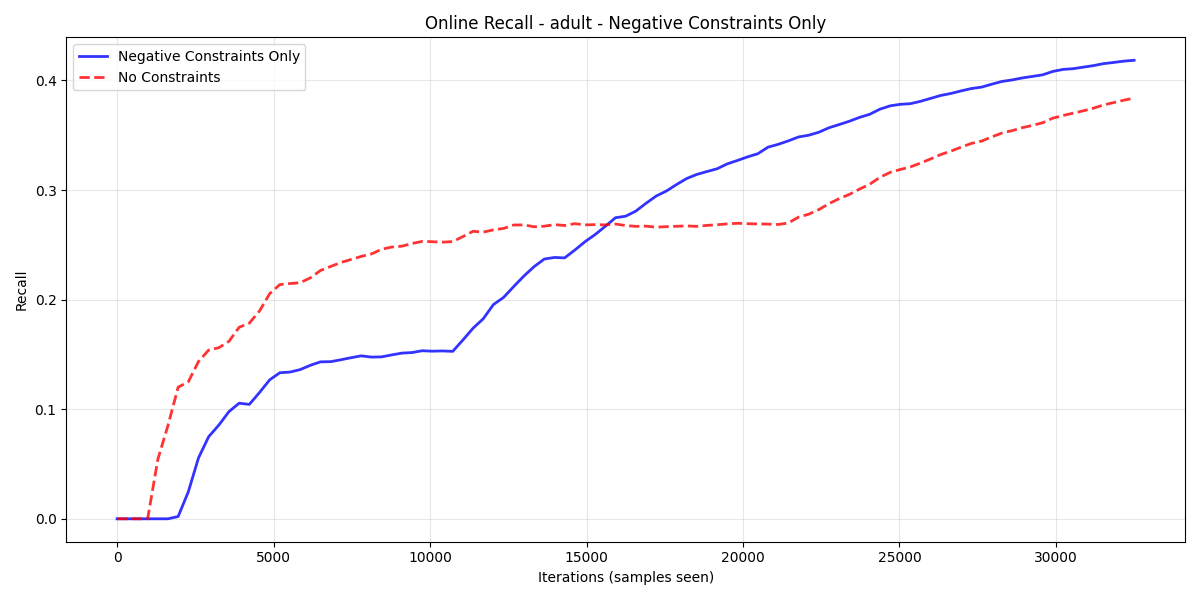 Online Recall - adult - Negative Constraints Only
Negative Constraints Only
No Constraints
Recall
0.4
0.3
0.2
0.1
0.0
0 5000 10000 15000 20000 25000 30000
Iterations (samples seen)